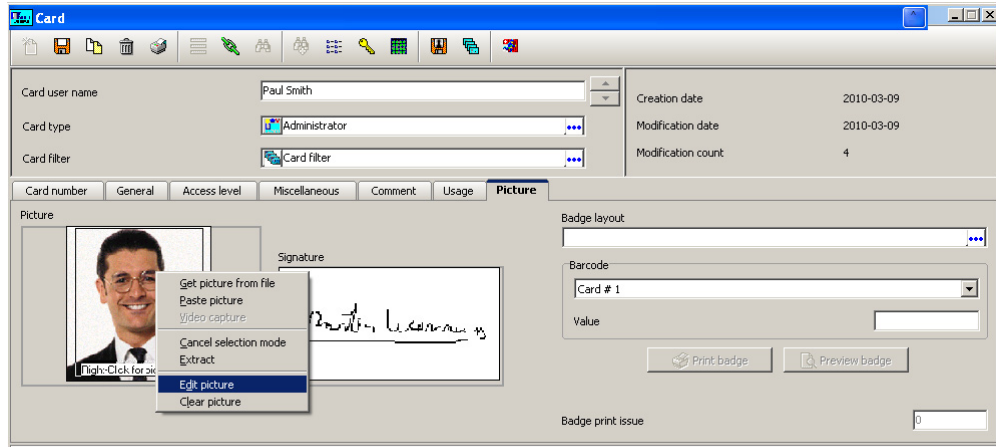 Card
Card user name
Paul Smith
Creation date
2010-03-09
Card type
Administrator
Modification date
2010-03-09
Card filter
Card filter
Modification count
4
Card number
General
Access level
Miscellaneous
Comment
Usage
Picture
Picture
Badge layout
Signature
Barcode
Get picture from file
Card # 1
Paste picture
Video capture
Value
Cancel selection mode
Extract
Print badge
Preview badge
Edit picture
Clear picture
Badge print issue
0